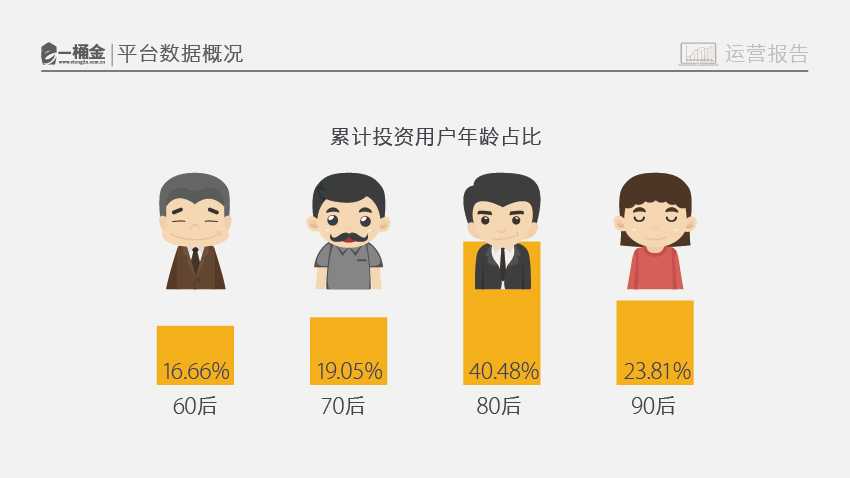 一桶金
平台数据概况
运营报告
累计投资用户年龄占比
16.66%
19.05%
40.48%
23.81%
60后
70后
80后
90后